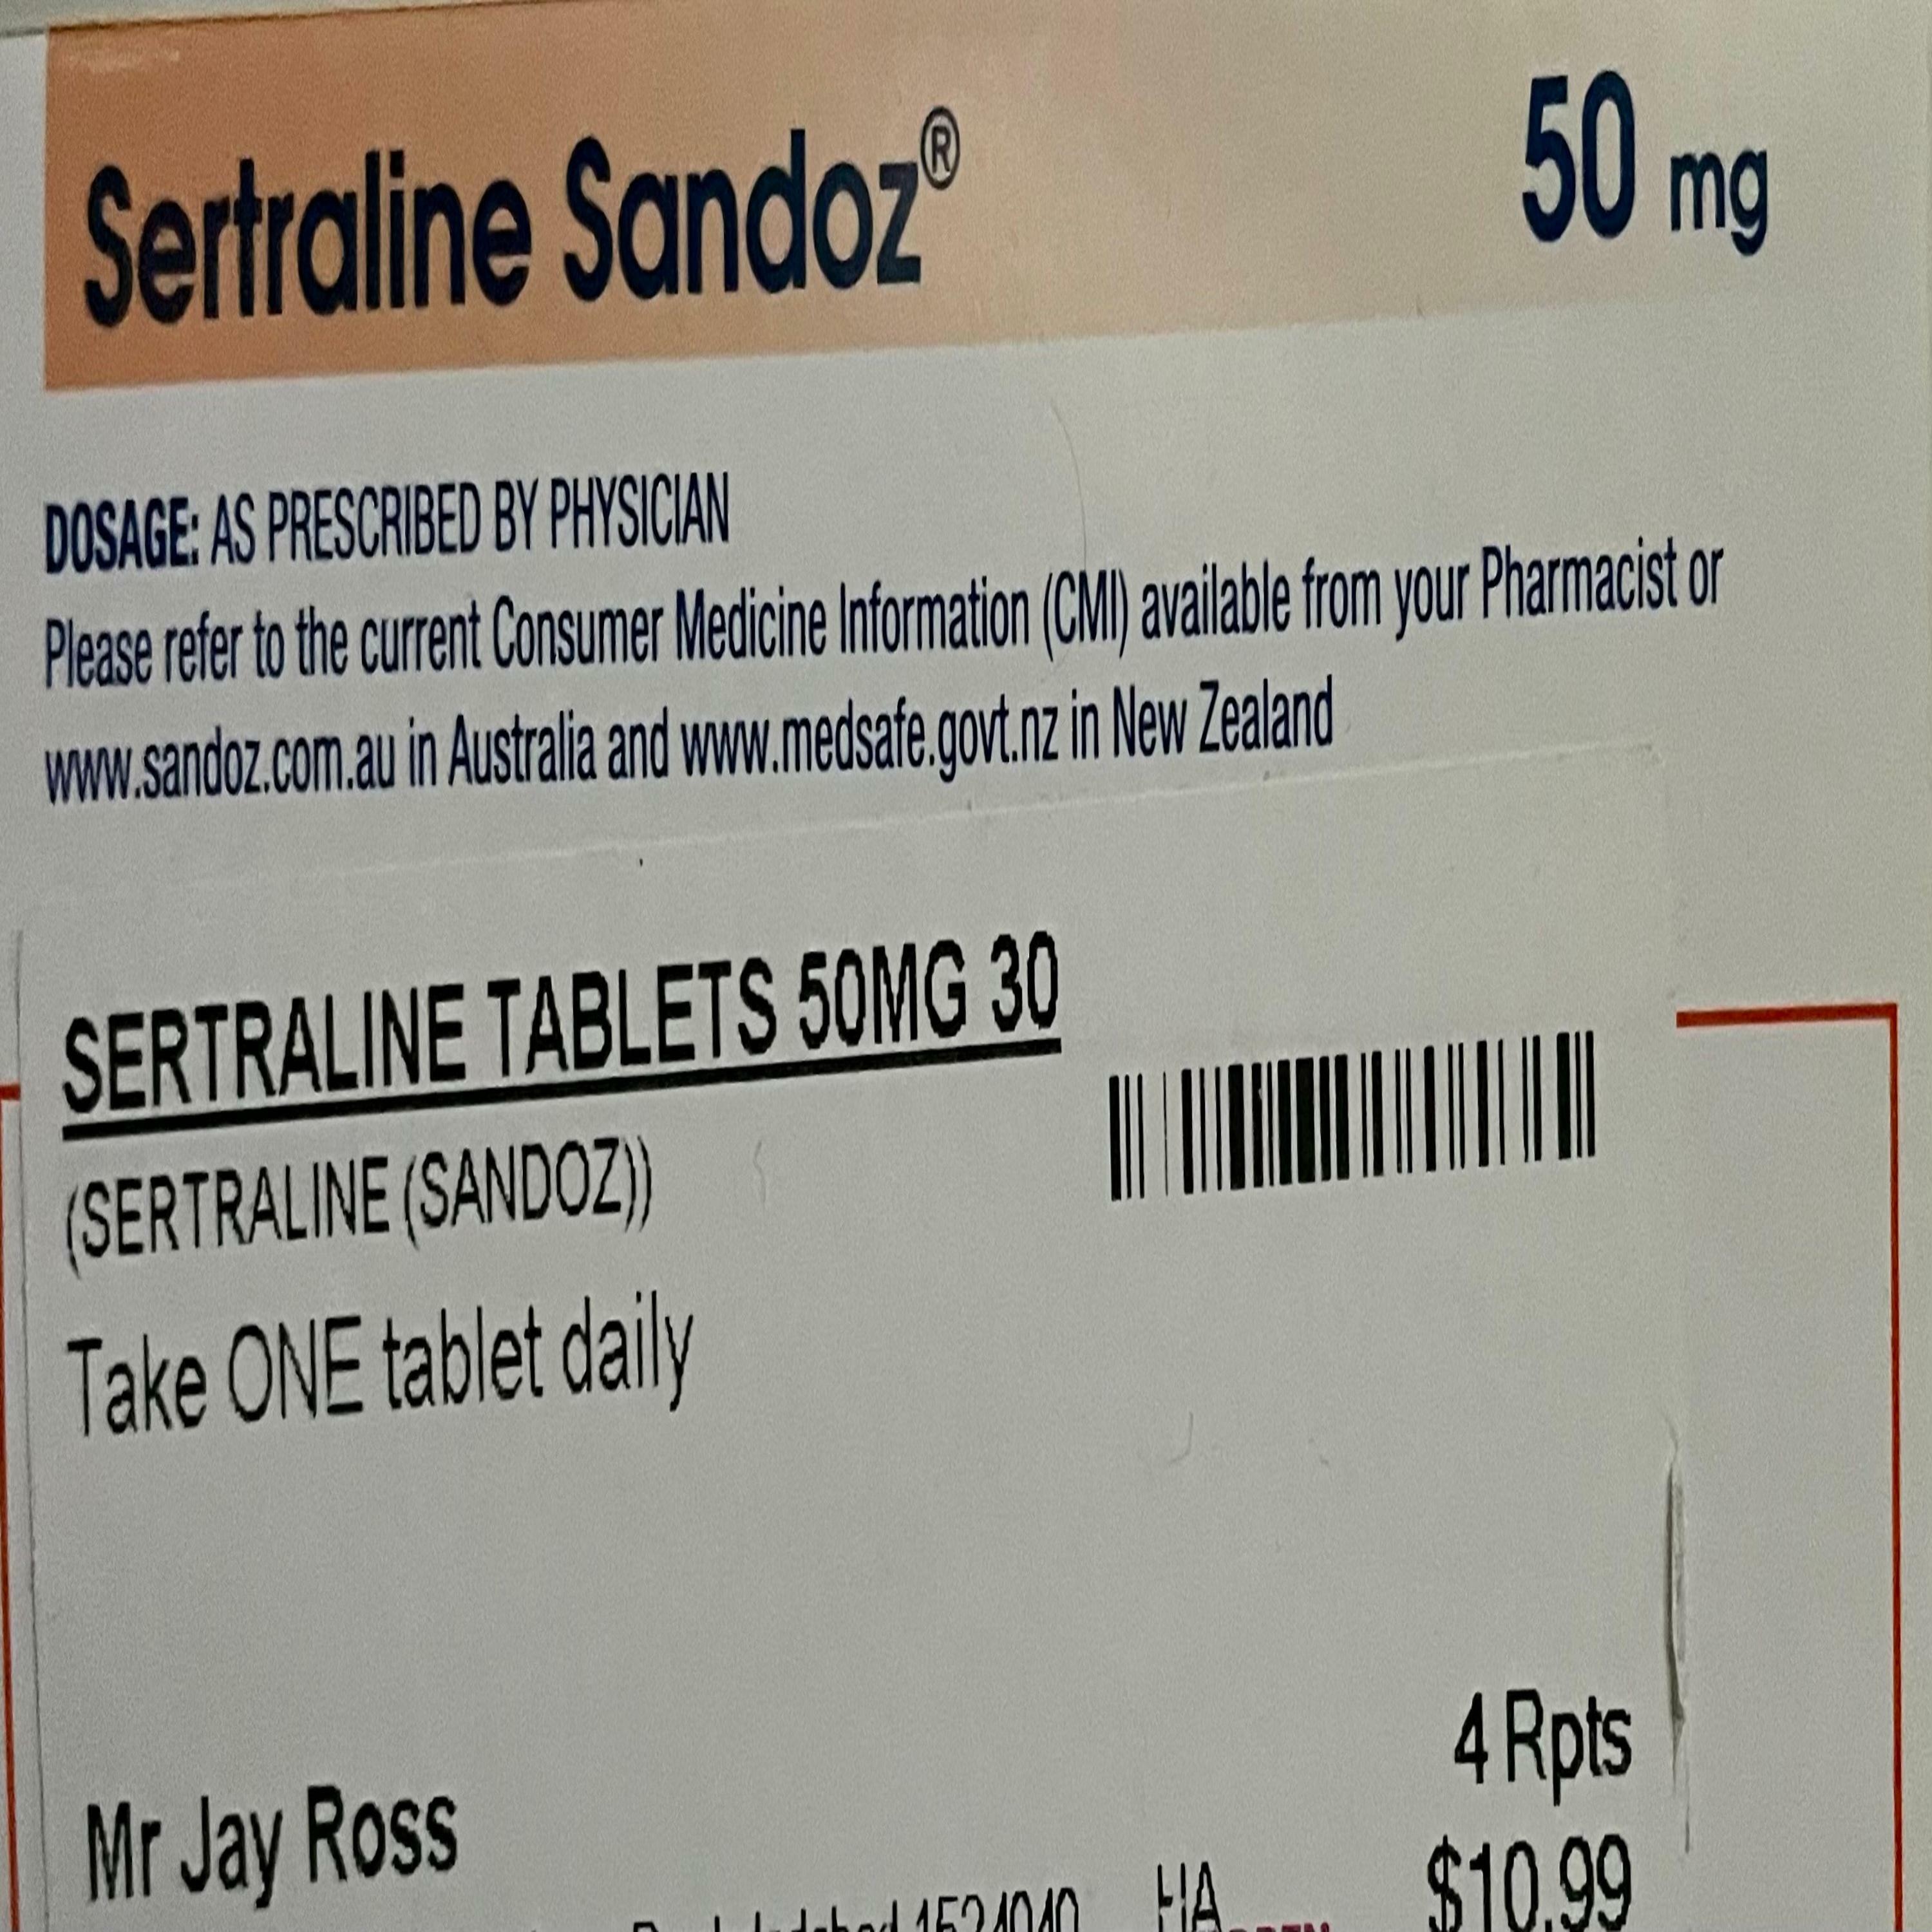 Sertraline Sandoz® 50 mg
DOSAGE: AS PRESCRIBED BY PHYSICIAN
Please refer to the current Consumer Medicine Information (CMI) available from your Pharmacist or
www.sandoz.com.au in Australia and www.medsafe.govt.nz in New Zealand
SERTRALINE TABLETS 50MG 30
(SERTRALINE (SANDOZ))
Take ONE tablet daily
4 Rpts
Mr Jay Ross
$10.99
1524040 HA